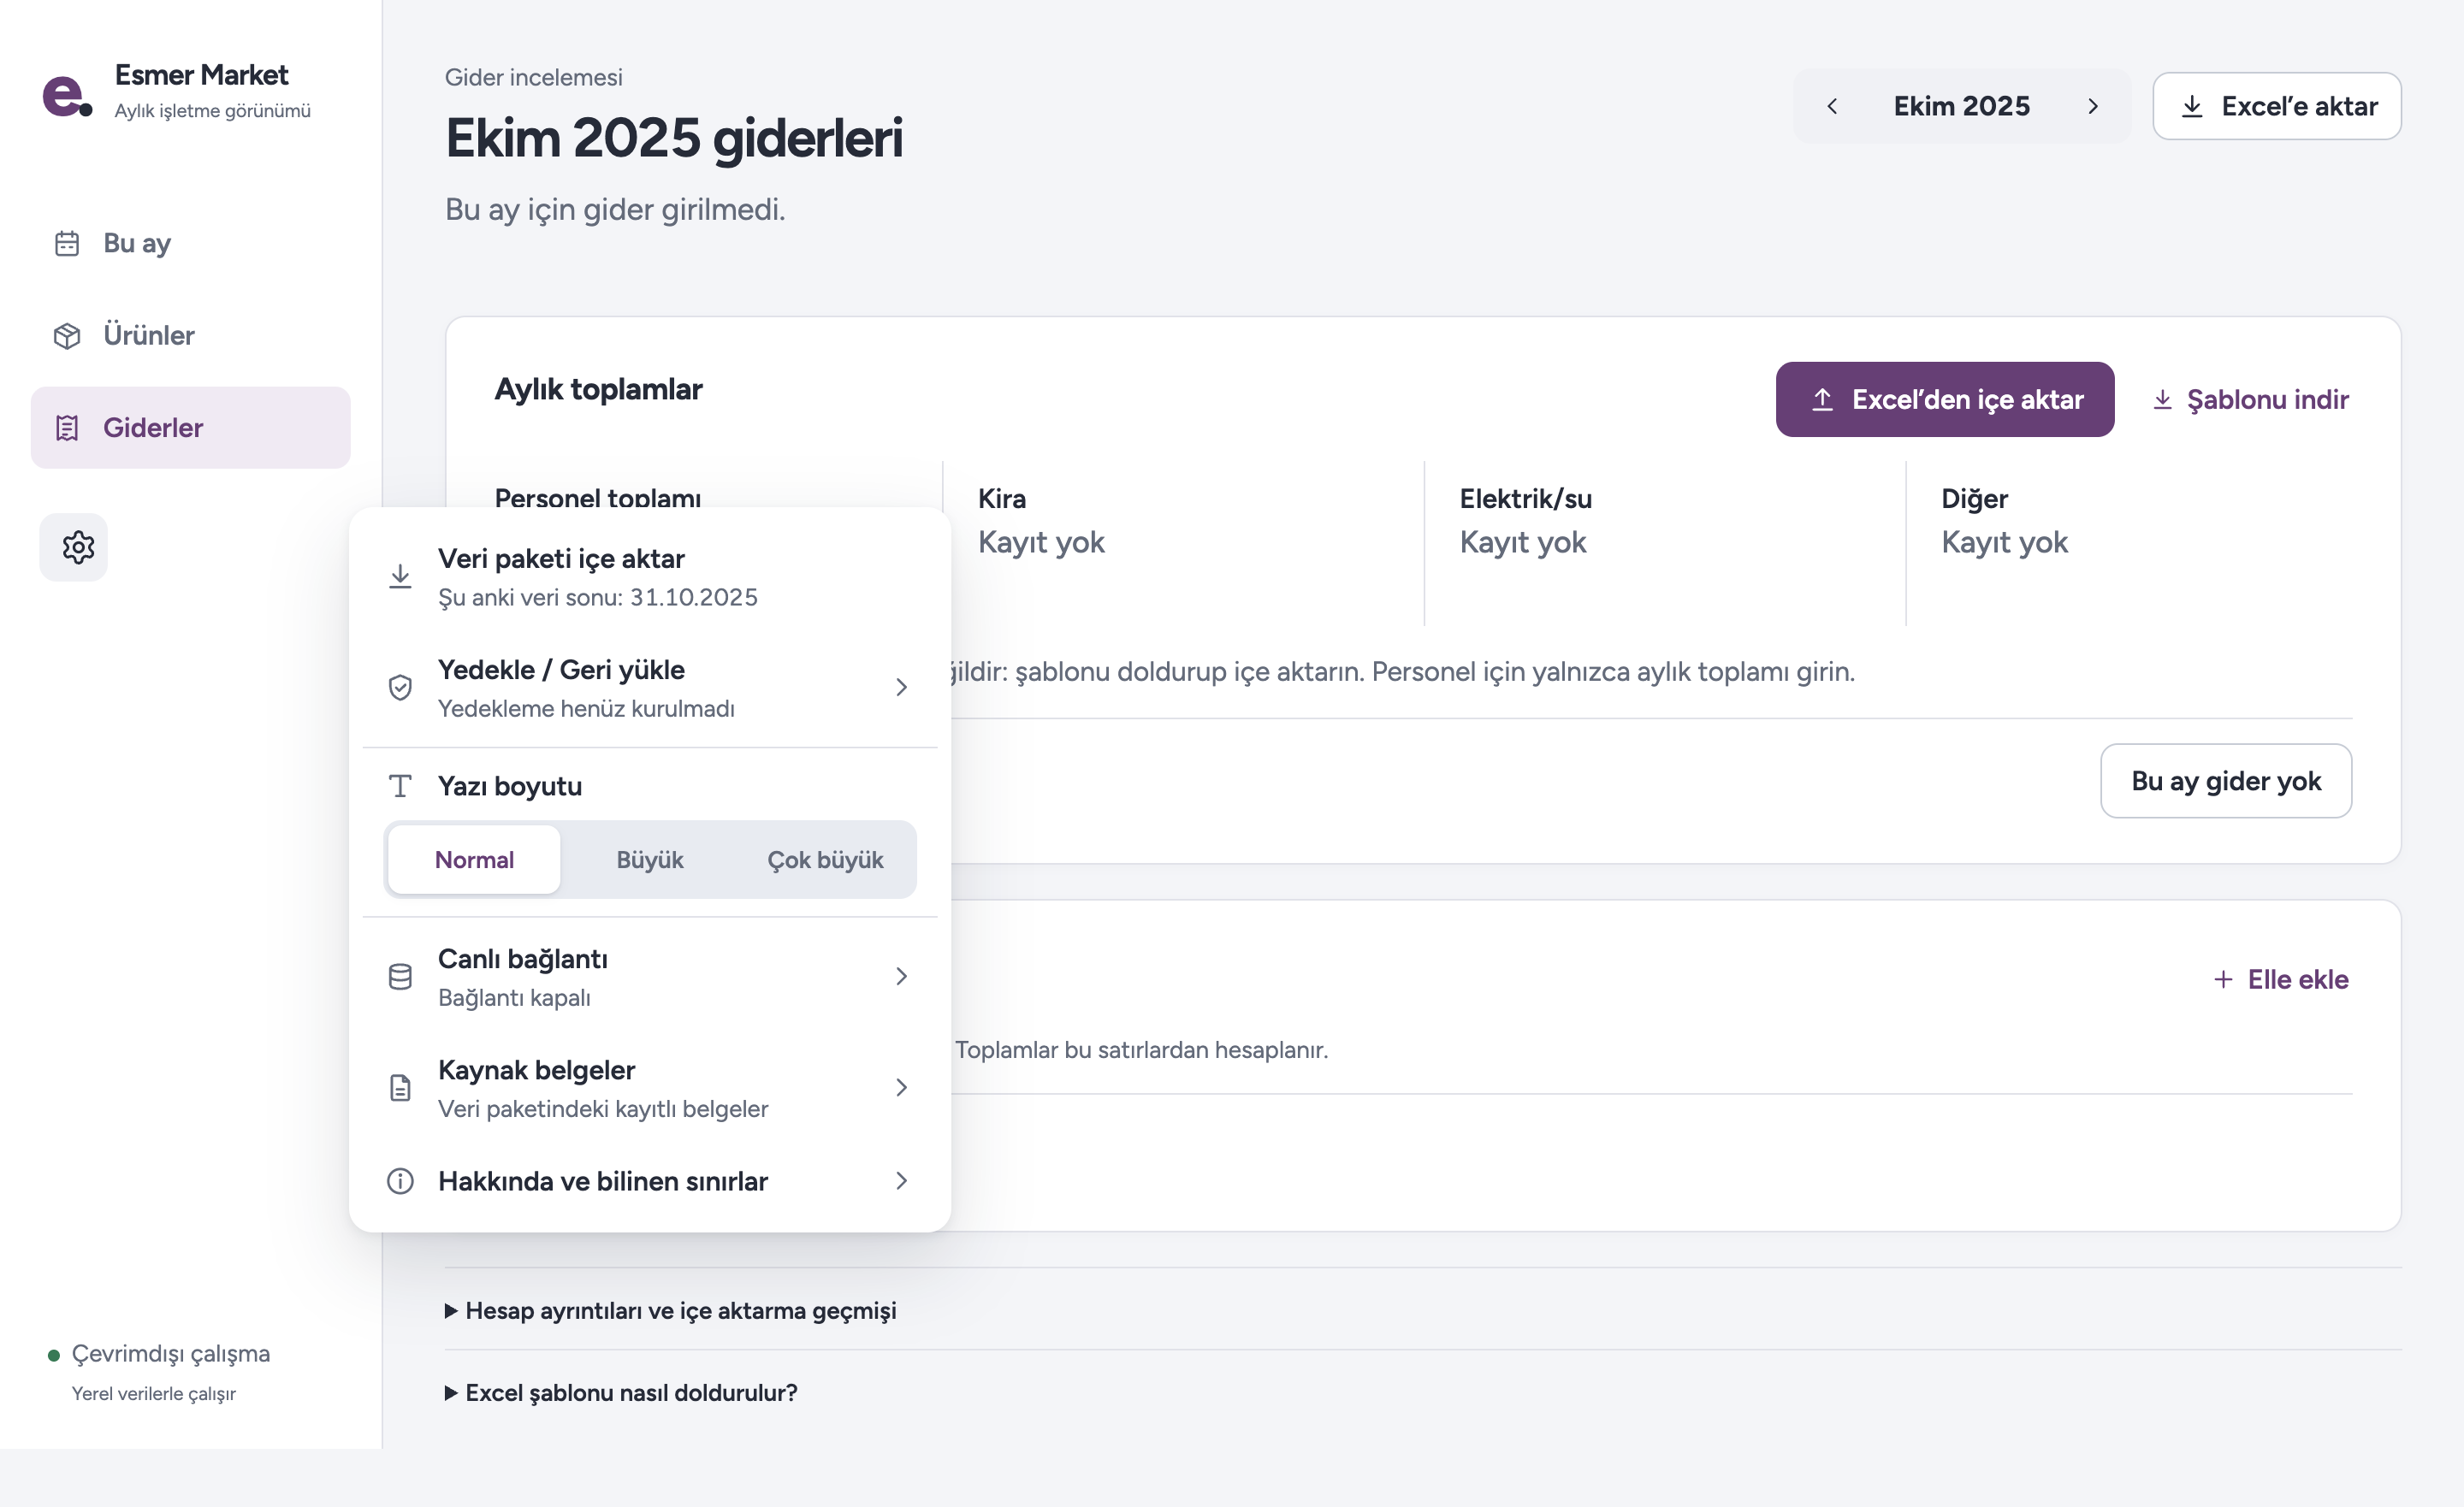 e.
Esmer Market
Aylık işletme görünümü
Bu ay
Ürünler
Giderler
Çevrimdışı çalışma
Yerel verilerle çalışır
Gider incelemesi
Ekim 2025 giderleri
Bu ay için gider girilmedi.
Ekim 2025
Excel’e aktar
Aylık toplamlar
Excel’den içe aktar
Şablonu indir
Personel toplamı
Kira
Kayıt yok
Elektrik/su
Kayıt yok
Diğer
Kayıt yok
şablonu doldurup içe aktarın. Personel için yalnızca aylık toplamı girin.
Bu ay gider yok
Veri paketi içe aktar
Şu anki veri sonu: 31.10.2025
Yedekle / Geri yükle
Yedekleme henüz kurulmadı
Yazı boyutu
Normal
Büyük
Çok büyük
Canlı bağlantı
Bağlantı kapalı
Kaynak belgeler
Veri paketindeki kayıtlı belgeler
Hakkında ve bilinen sınırlar
Elle ekle
Toplamlar bu satırlardan hesaplanır.
Hesap ayrıntıları ve içe aktarma geçmişi
Excel şablonu nasıl doldurulur?